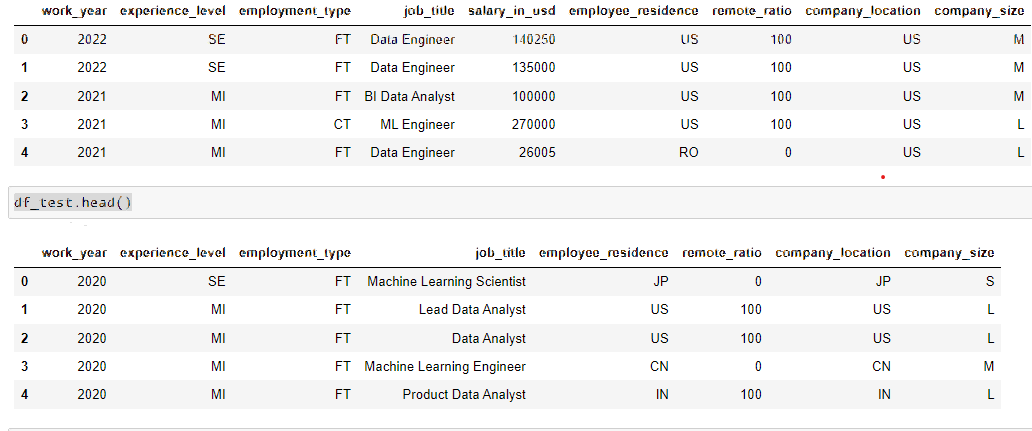 work_year experience_level employment_type job_title salary_in_usd employee_residence remote_ratio company_location company_size
0 2022 SE FT Data Engineer 140250 US 100 US M
1 2022 SE FT Data Engineer 135000 US 100 US M
2 2021 MI FT BI Data Analyst 100000 US 100 US M
3 2021 MI CT ML Engineer 270000 US 100 US L
4 2021 MI FT Data Engineer 26005 RO 0 US L
df_test.head()
work_year experience_level employment_type job_title employee_residence remote_ratio company_location company_size
0 2020 SE FT Machine Learning Scientist JP 0 JP S
1 2020 MI FT Lead Data Analyst US 100 US L
2 2020 MI FT Data Analyst US 100 US L
3 2020 MI FT Machine Learning Engineer CN 0 CN M
4 2020 MI FT Product Data Analyst IN 100 IN L